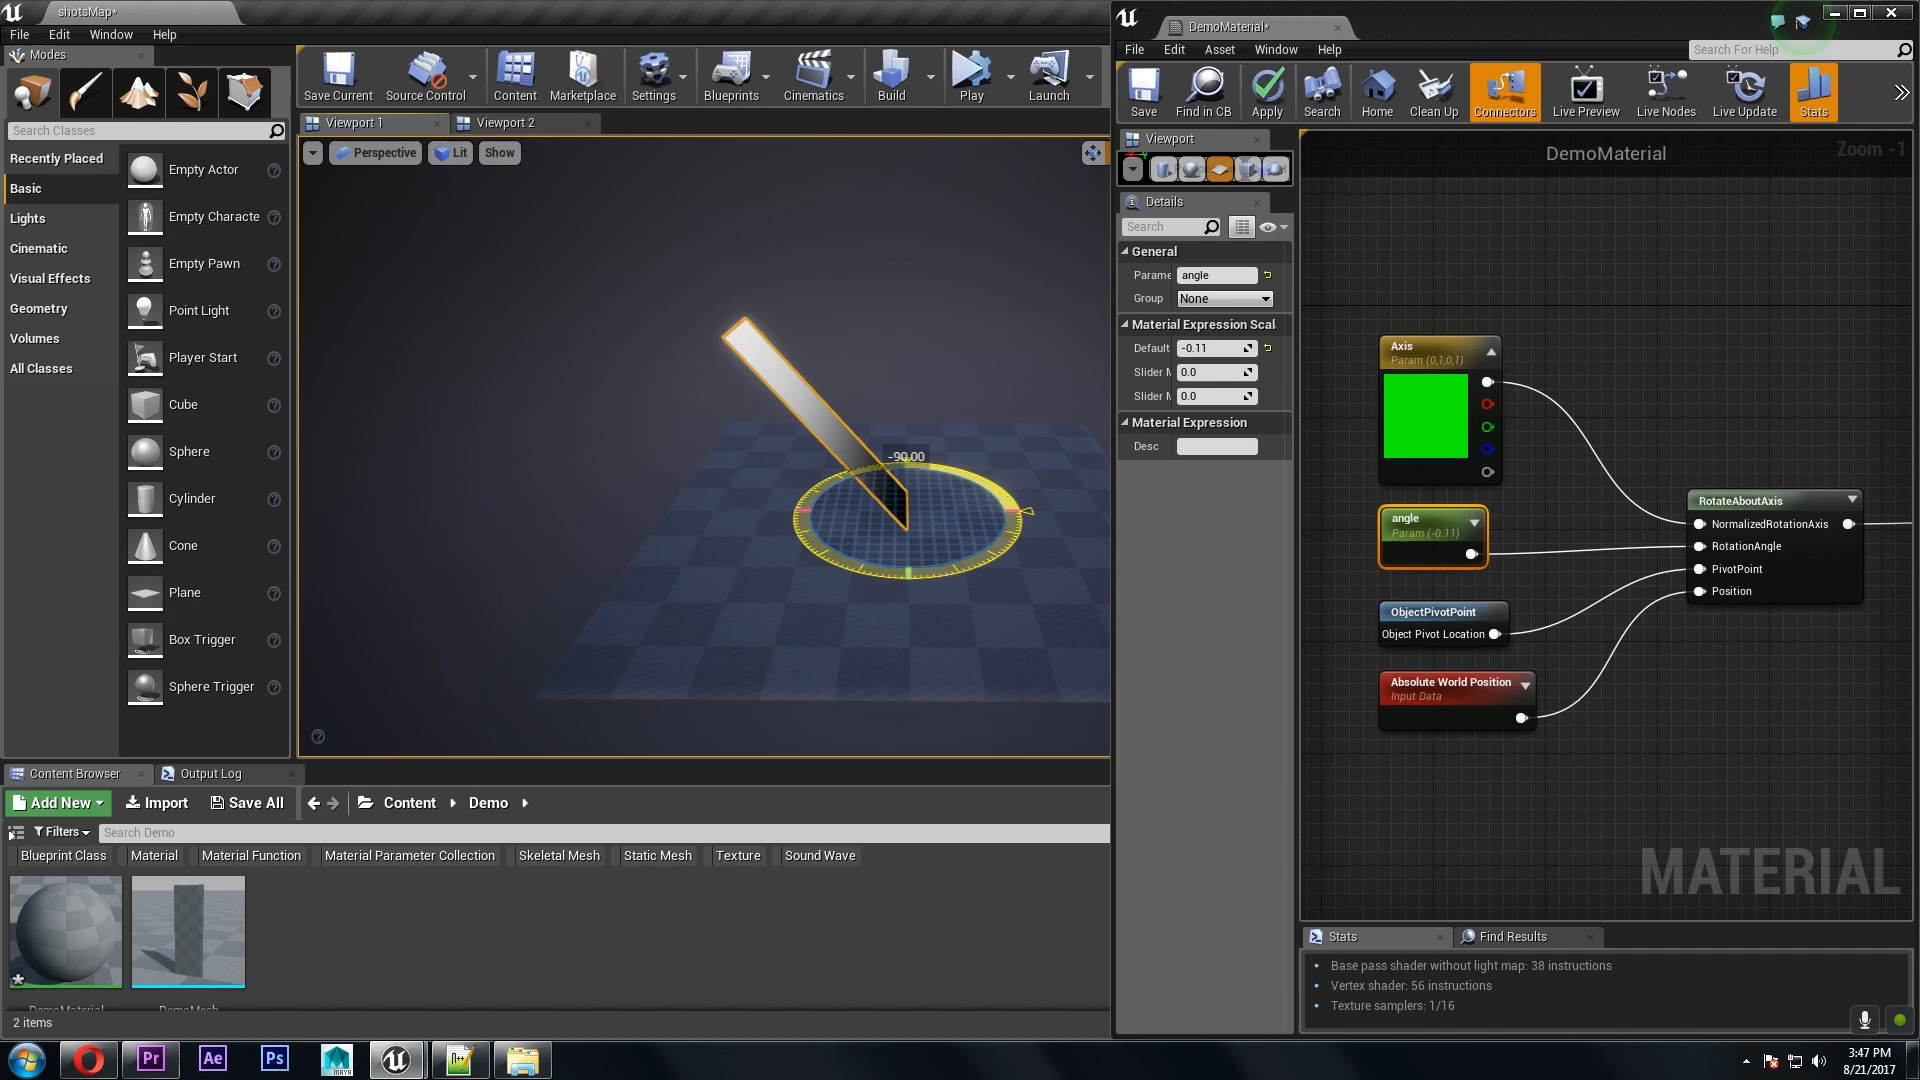 shotsMap*
File Edit Window Help
Modes
Search Classes
Recently Placed
Basic
Lights
Cinematic
Visual Effects
Geometry
Volumes
All Classes
Empty Actor
Empty Characte
Empty Pawn
Point Light
Player Start
Cube
Sphere
Cylinder
Cone
Plane
Box Trigger
Sphere Trigger
Save Current Source Control Content Marketplace Settings Blueprints Cinematics Build Play Launch
Viewport 1 Viewport 2
Perspective Lit Show
-90.00
Content Browser Output Log
Add New Import Save All Content Demo
Filters Search Demo
Blueprint Class Material Material Function Material Parameter Collection Skeletal Mesh Static Mesh Texture Sound Wave
DemoMaterial DemoMesh
2 items
DemoMaterial*
File Edit Asset Window Help
Search For Help
Save Find in CB Apply Search Home Clean Up Connectors Live Preview Live Nodes Live Update Stats
Viewport
Details
Search
General
Parame angle
Group None
Material Expression Scal
Default -0.11
Slider M 0.0
Slider M 0.0
Material Expression
Desc
DemoMaterial
Zoom -1
Axis
Param (0,1,0,1)
angle
Param (-0.11)
ObjectPivotPoint
Object Pivot Location
Absolute World Position
Input Data
RotateAboutAxis
NormalizedRotationAxis
RotationAngle
PivotPoint
Position
MATERIAL
Stats Find Results
Base pass shader without light map: 38 instructions
Vertex shader: 56 instructions
Texture samplers: 1/16
Pr Ae Ps MAYA N++
3:47 PM
8/21/2017